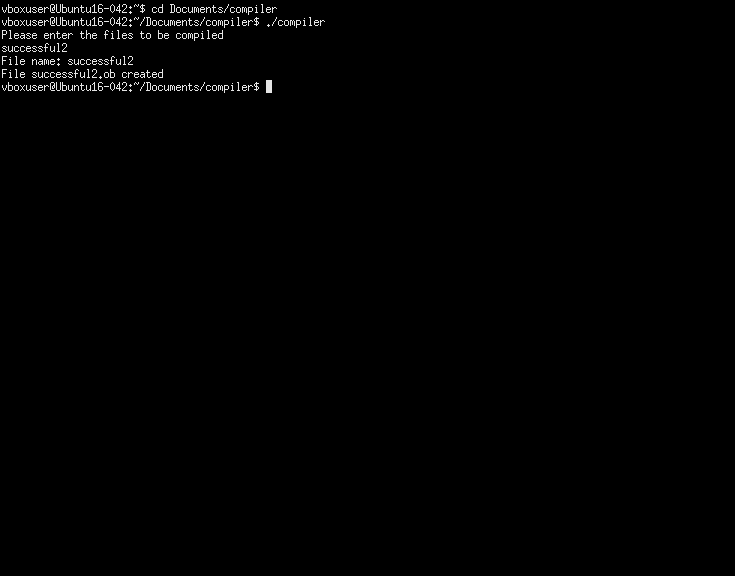 vboxuser@Ubuntu16-042:~$ cd Documents/compiler
vboxuser@Ubuntu16-042:~/Documents/compiler$ ./compiler
Please enter the files to be compiled
successful2
File name: successful2
File successful2.ob created
vboxuser@Ubuntu16-042:~/Documents/compiler$